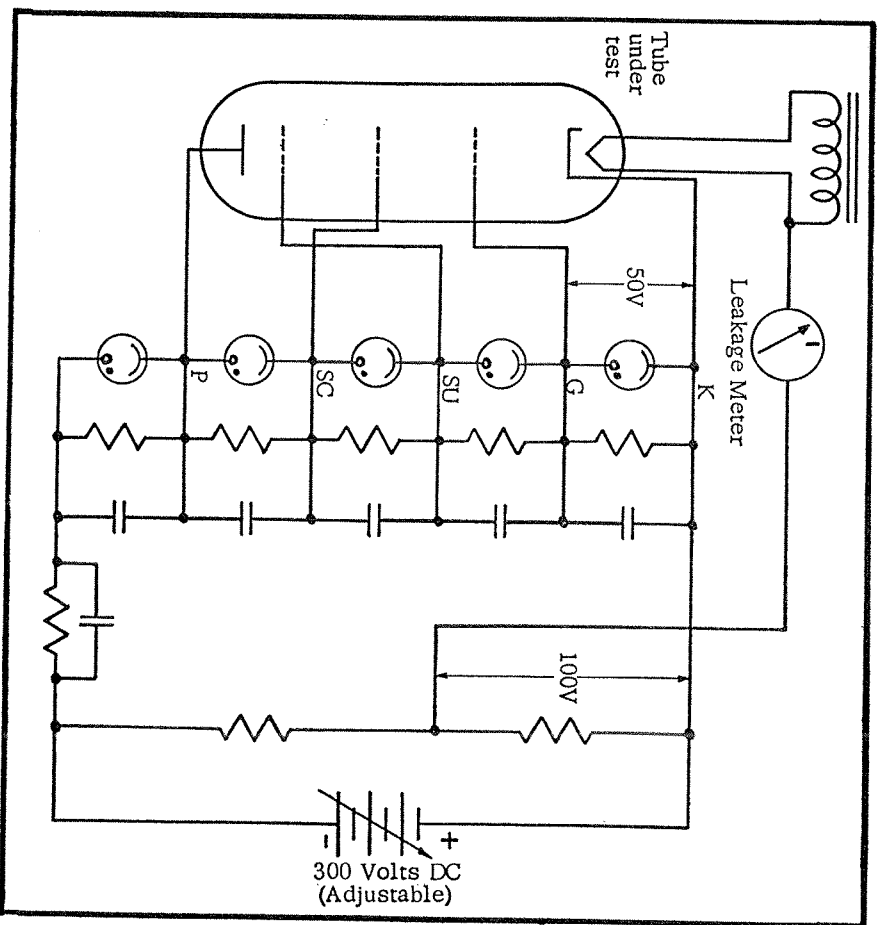 Tube
under
test
Leakage Meter
50V
K
G
SU
SC
P
100V
+
-
300 Volts DC
(Adjustable)